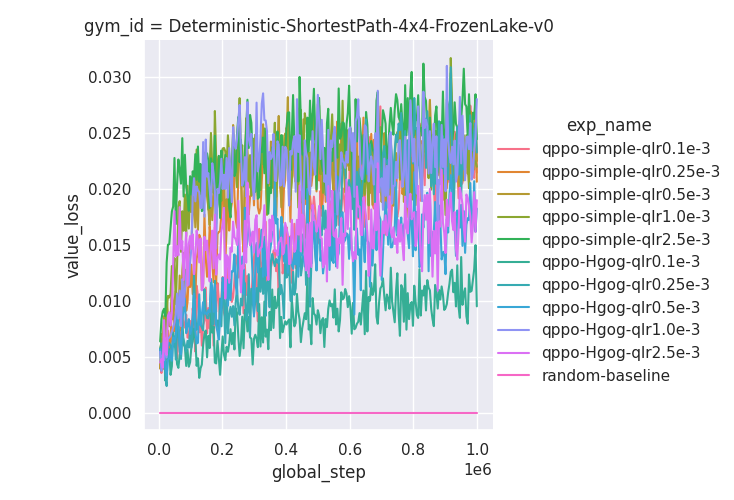 gym_id = Deterministic-ShortestPath-4x4-FrozenLake-v0
0.030
0.025
0.020
0.015
0.010
0.005
0.000
value_loss
0.0 0.2 0.4 0.6 0.8 1.0
1e6
global_step
exp_name
qppo-simple-qlr0.1e-3
qppo-simple-qlr0.25e-3
qppo-simple-qlr0.5e-3
qppo-simple-qlr1.0e-3
qppo-simple-qlr2.5e-3
qppo-Hgog-qlr0.1e-3
qppo-Hgog-qlr0.25e-3
qppo-Hgog-qlr0.5e-3
qppo-Hgog-qlr1.0e-3
qppo-Hgog-qlr2.5e-3
random-baseline